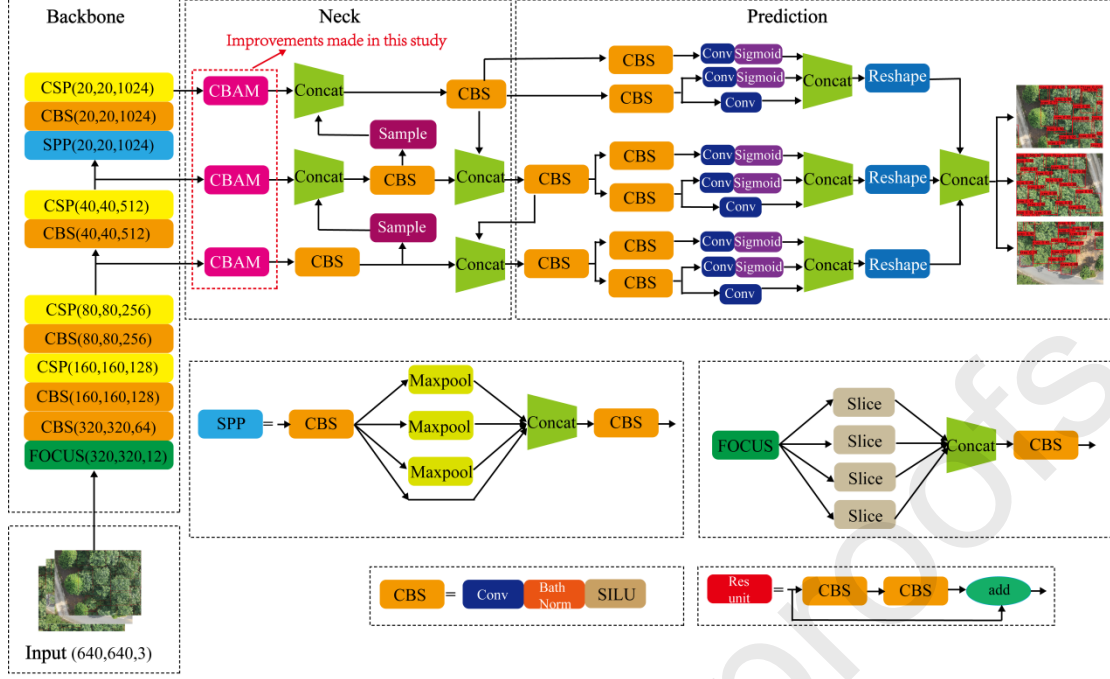 Backbone
Neck
Prediction
Improvements made in this study
CSP(20,20,1024)
CBS(20,20,1024)
SPP(20,20,1024)
CSP(40,40,512)
CBS(40,40,512)
CSP(80,80,256)
CBS(80,80,256)
CSP(160,160,128)
CBS(160,160,128)
CBS(320,320,64)
FOCUS(320,320,12)
Input (640,640,3)
CBAM
Concat
CBS
Sample
CBAM
Concat
CBS
Concat
Sample
CBAM
CBS
Concat
CBS
Conv Sigmoid
CBS
Conv Sigmoid
Conv
Concat
Reshape
CBS
CBS
Conv Sigmoid
CBS
Conv Sigmoid
Conv
Concat
Reshape
Concat
CBS
CBS
Conv Sigmoid
CBS
Conv Sigmoid
Conv
Concat
Reshape
SPP =
CBS
Maxpool
Maxpool
Maxpool
Concat
CBS
FOCUS
Slice
Slice
Slice
Slice
Concat
CBS
CBS = Conv
Bath
Norm
SILU
Res
unit
=
CBS
CBS
add
proofs